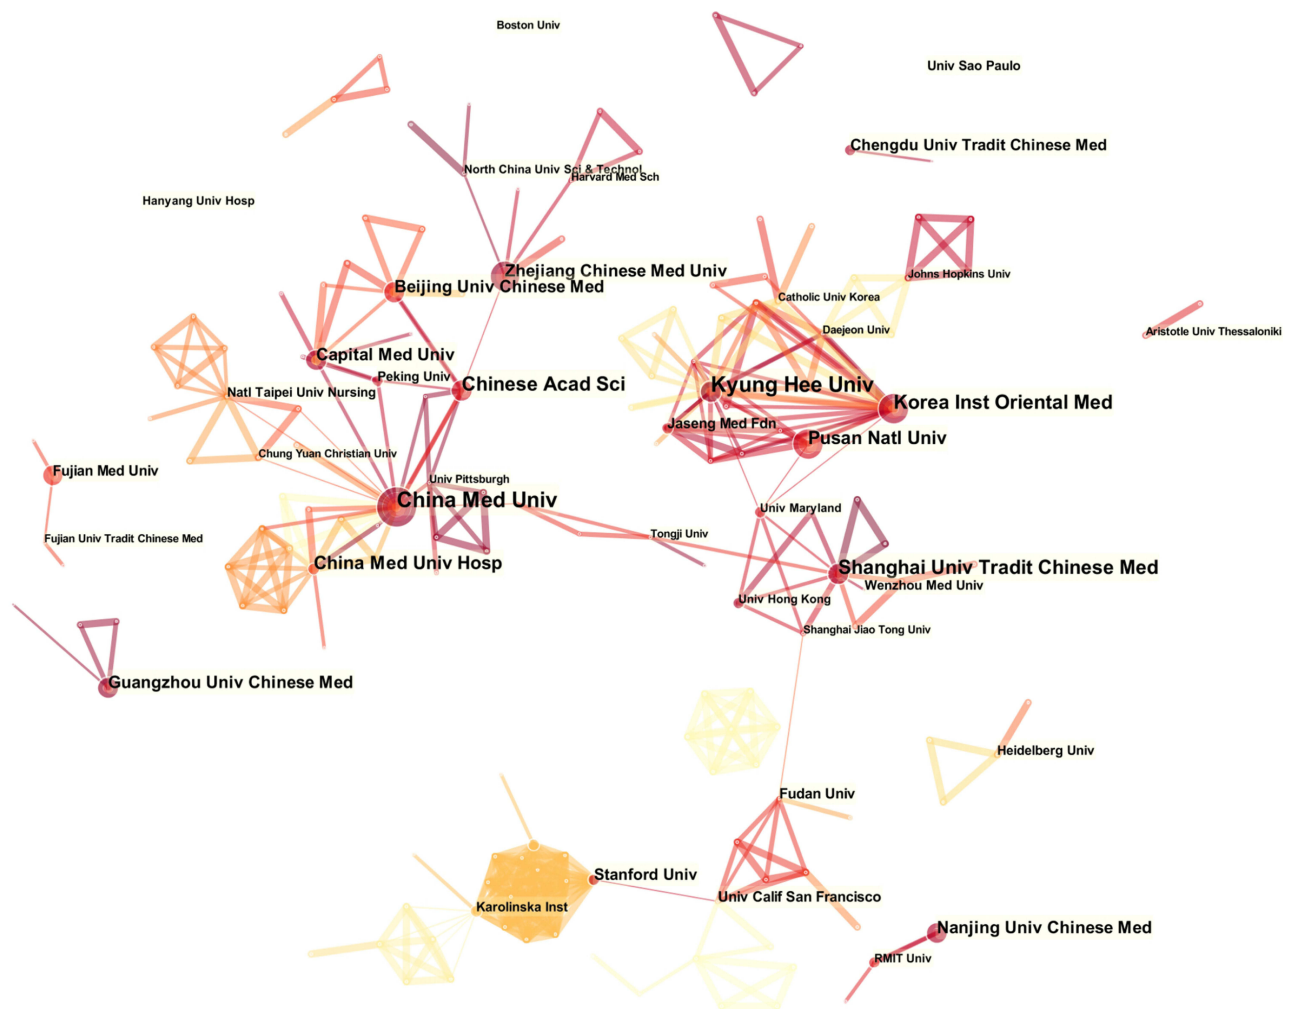 Boston Univ
Univ Sao Paulo
Chengdu Univ Tradit Chinese Med
North China Univ Sci & Technol
Harvard Med Sch
Hanyang Univ Hosp
Zhejiang Chinese Med Univ
Johns Hopkins Univ
Beijing Univ Chinese Med
Catholic Univ Korea
Daejeon Univ
Aristotle Univ Thessaloniki
Capital Med Univ
Peking Univ
Chinese Acad Sci
Kyung Hee Univ
Natl Taipei Univ Nursing
Korea Inst Oriental Med
Jaseng Med Fdn
Pusan Natl Univ
Chung Yuan Christian Univ
Fujian Med Univ
Univ Pittsburgh
China Med Univ
Univ Maryland
Tongji Univ
Fujian Univ Tradit Chinese Med
China Med Univ Hosp
Shanghai Univ Tradit Chinese Med
Wenzhou Med Univ
Univ Hong Kong
Shanghai Jiao Tong Univ
Guangzhou Univ Chinese Med
Heidelberg Univ
Fudan Univ
Stanford Univ
Univ Calif San Francisco
Karolinska Inst
Nanjing Univ Chinese Med
RMIT Univ